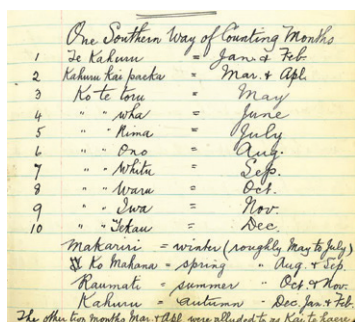 One Southern Way of Counting Months
1 Te Kahuru = Jan. & Feb.
2 Kahuru Kai paeka = Mar. & Apl.
3 Ko te toru = May
4 " " wha = June
5 " " Rima = July
6 " " Ono = Aug.
7 " " Whitu = Sep.
8 " " Waru = Oct.
9 " " Iwa = Nov.
10 " " Tekau = Dec.
Makariri = winter (roughly May to July)
Ko Mahana = spring " Aug. & Sep.
Raumati = summer " Oct. & Nov.
Kahuru = autumn - Dec. Jan. & Feb.
The other two months Mar. & Apl. were alluded to as Kai te haere